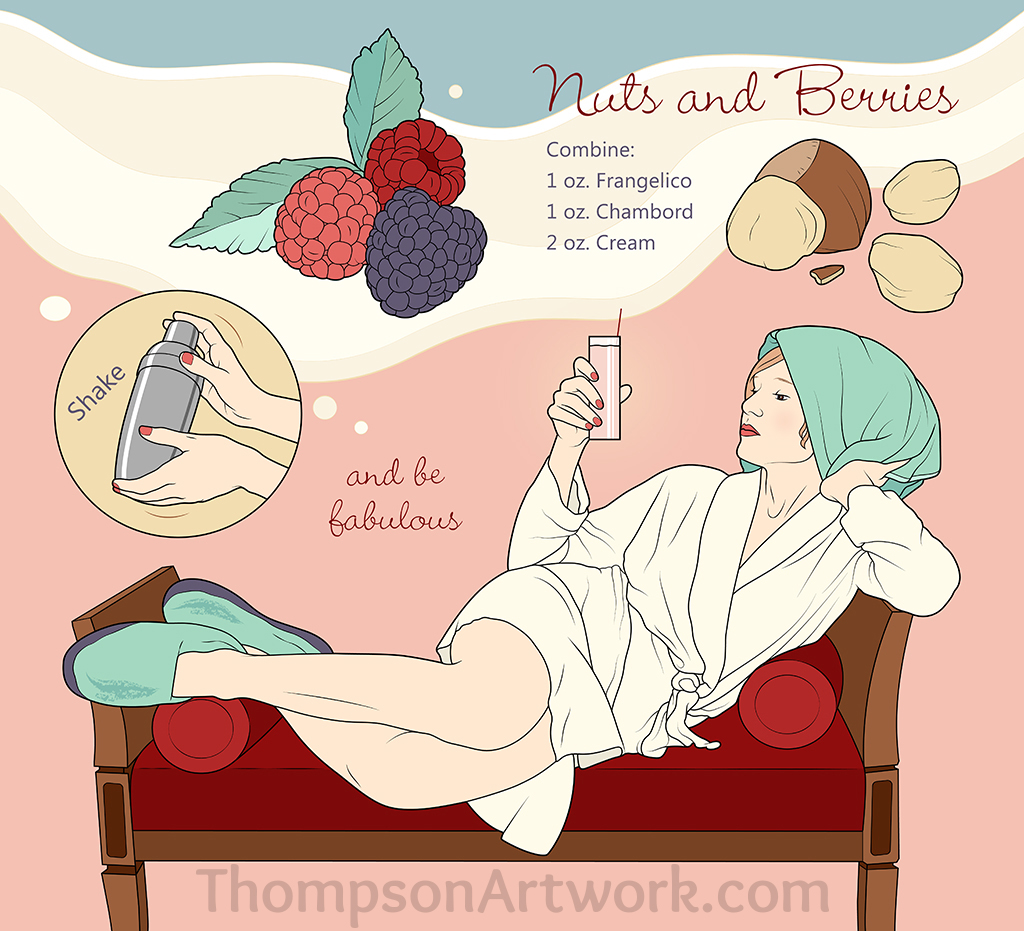 Nuts and Berries
Combine:
1 oz. Frangelico
1 oz. Chambord
2 oz. Cream
Shake
and be
fabulous
ThompsonArtwork.com